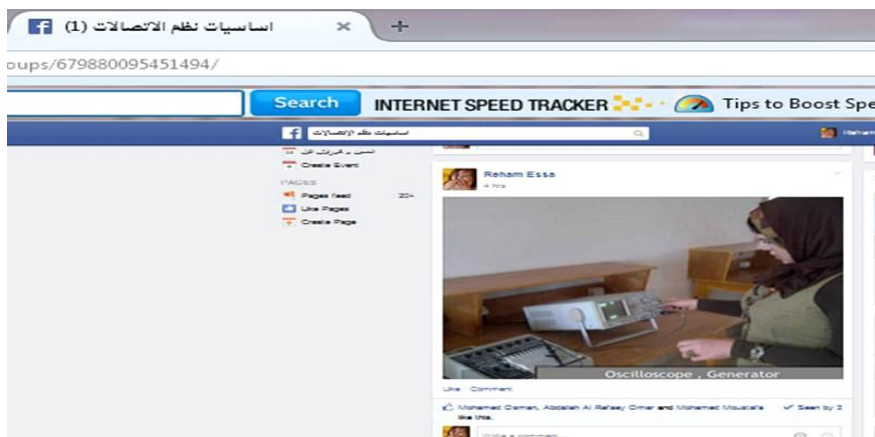 اساسيات نظم الاتصالات (1)
oups/679880095451494/
Search INTERNET SPEED TRACKER Tips to Boost Spe
اساسيات نظم الاتصالات
Create Event
PAGES
Pages feed 20+
Like Pages
Create Page
Reham Essa
4 hrs
Oscilloscope , Generator
Like Comment
Mohamed Osman, Abdallah Al Refaey Omar and Mohamed Moustafa like this.
Seen by 3
Write a comment...